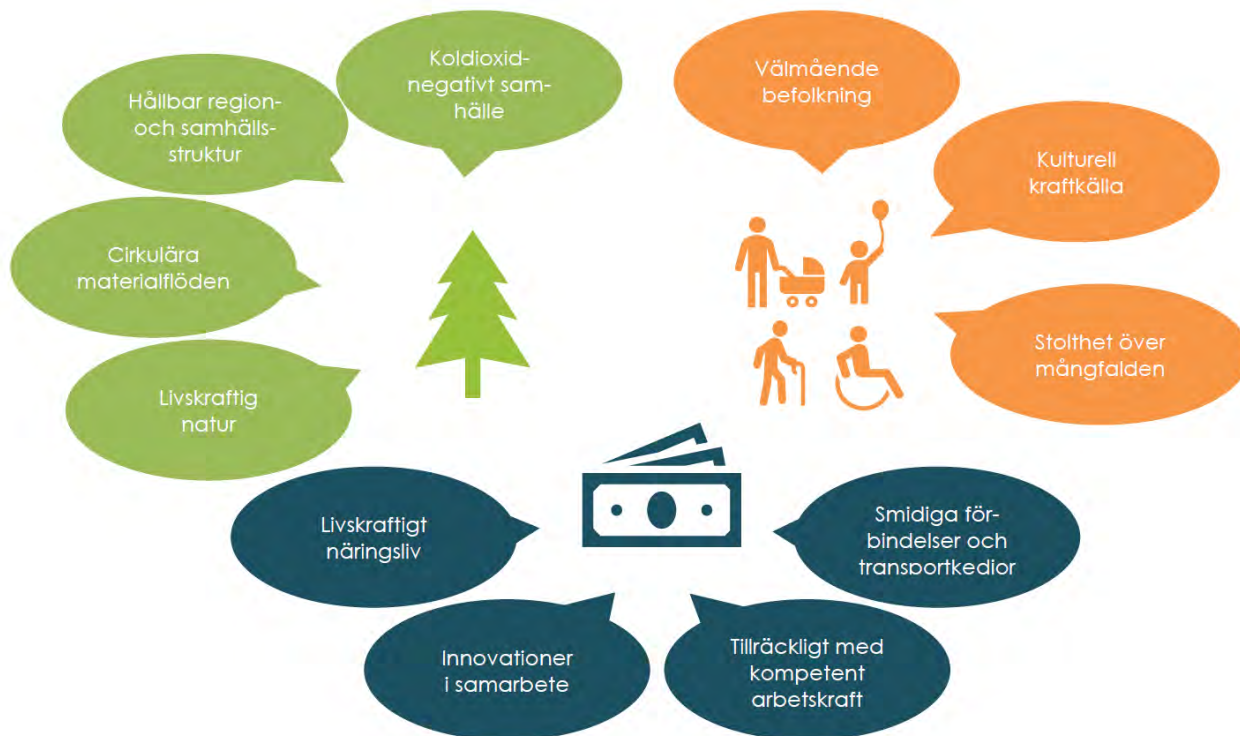 Koldioxid-
negativt sam-
hälle
Hållbar region-
och samhälls-
struktur
Cirkulära
materialflöden
Livskraftig
natur
Välmående
befolkning
Kulturell
kraftkälla
Stolthet över
mångfalden
Livskraftigt
näringsliv
Innovationer
i samarbete
Tillräckligt med
kompetent
arbetskraft
Smidiga för-
bindelser och
transportkedjor